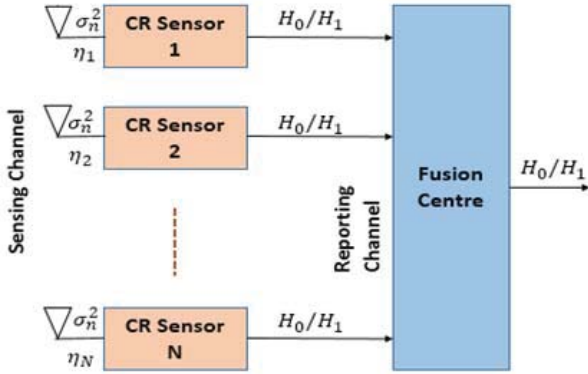 σ_n^2
η_1
CR Sensor
1
H_0/H_1
σ_n^2
η_2
CR Sensor
2
H_0/H_1
Sensing Channel
Reporting
Channel
Fusion
Centre
H_0/H_1
σ_n^2
η_N
CR Sensor
N
H_0/H_1